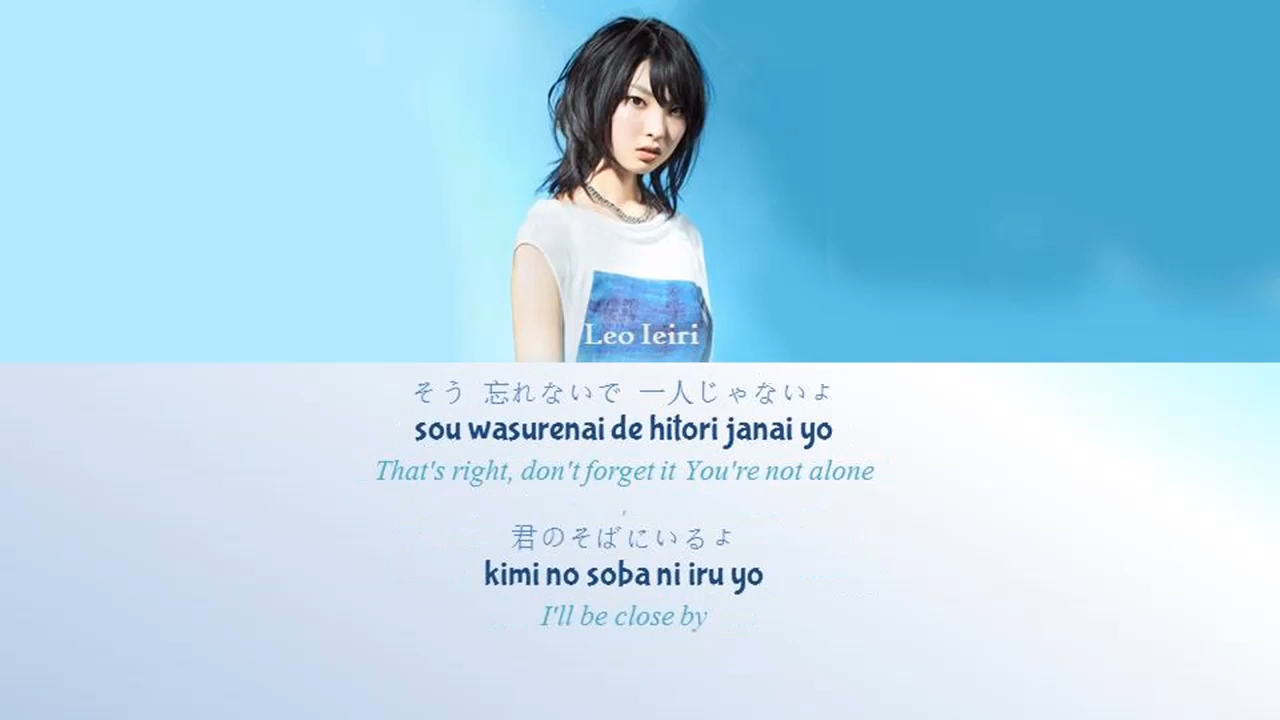 Leo Ieiri
そう 忘れないで 一人じゃないよ
sou wasurenai de hitori janai yo
That's right, don't forget it You're not alone
君のそばにいるよ
kimi no soba ni iru yo
I'll be close by